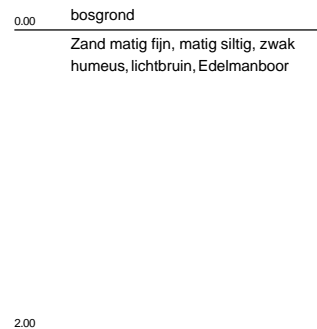 0.00 bosgrond
Zand matig fijn, matig siltig, zwak
humeus, lichtbruin, Edelmanboor
2.00